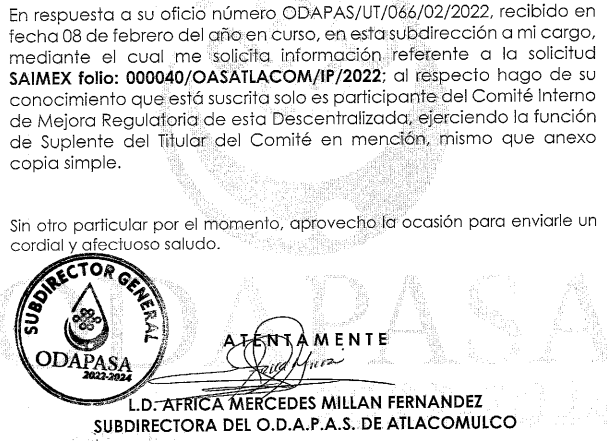 En respuesta a su oficio número ODAPAS/UT/066/02/2022, recibido en
fecha 08 de febrero del año en curso, en esta subdirección a mi cargo,
mediante el cual me solicita información referente a la solicitud
SAIMEX folio: 000040/OASATLACOM/IP/2022; al respecto hago de su
conocimiento que está suscrita solo es participante del Comité Interno
de Mejora Regulatoria de esta Descentralizada, ejerciendo la función
de Suplente del Titular del Comité en mención, mismo que anexo
copia simple.
Sin otro particular por el momento, aprovecho la ocasión para enviarle un
cordial y afectuoso saludo.
SUBDIRECTOR GENERAL
ODAPASA
2022-2024
ODAPASA
ATENTAMENTE
L.D. AFRICA MERCEDES MILLAN FERNANDEZ
SUBDIRECTORA DEL O.D.A.P.A.S. DE ATLACOMULCO